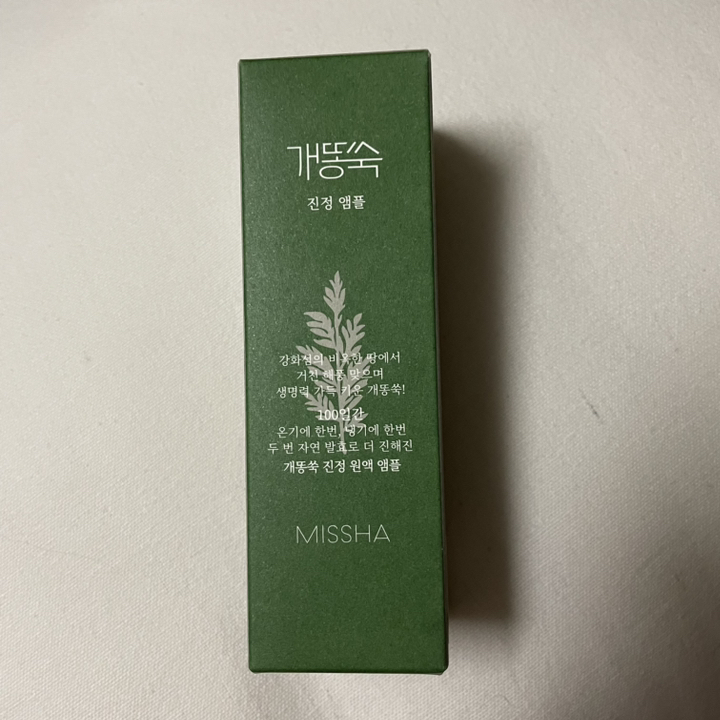 개똥쑥
진정 앰플
강화섬의 비옥한 땅에서
거친 해풍 맞으며
생명력 가득 키운 개똥쑥!
100일간
온기에 한번, 냉기에 한번
두 번 자연 발효로 더 진해진
개똥쑥 진정 원액 앰플
MISSHA